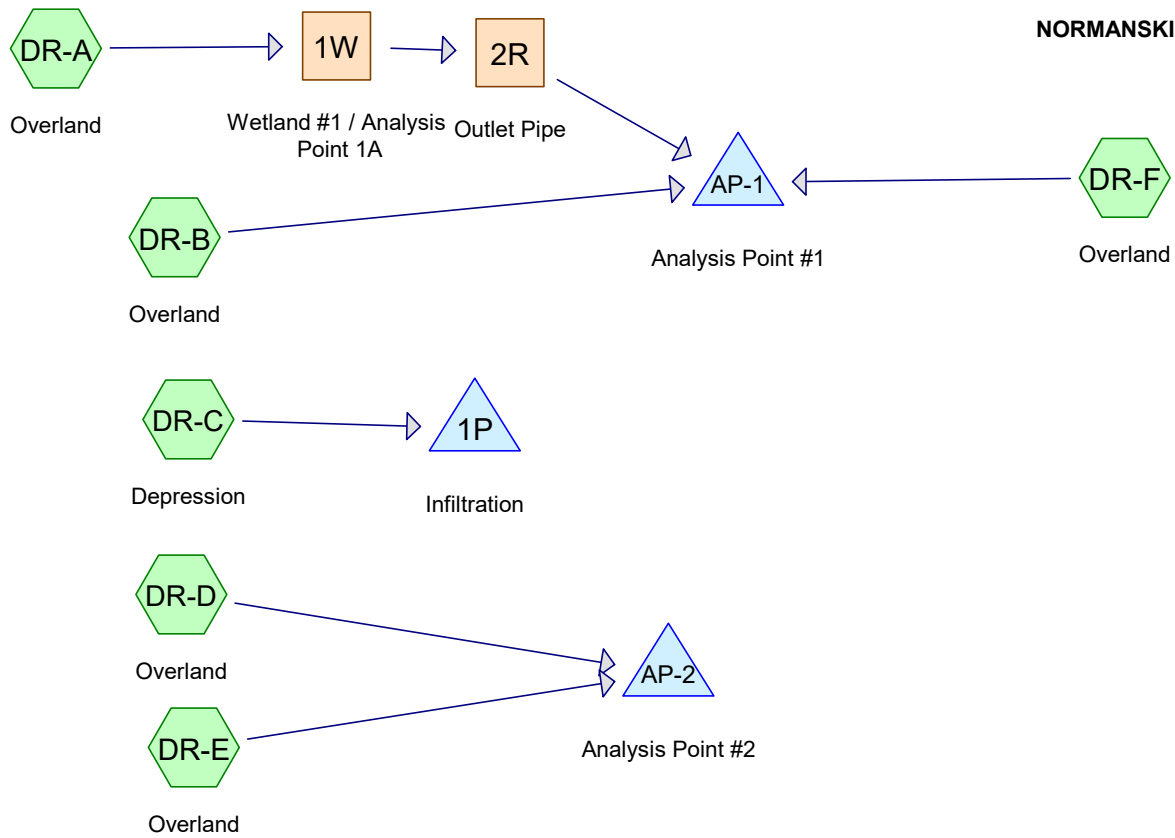 NORMANSKI
DR-A
1W
2R
Overland
Wetland #1 / Analysis
Point 1A
Outlet Pipe
AP-1
DR-F
DR-B
Analysis Point #1
Overland
Overland
DR-C
1P
Depression
Infiltration
DR-D
Overland
AP-2
DR-E
Analysis Point #2
Overland